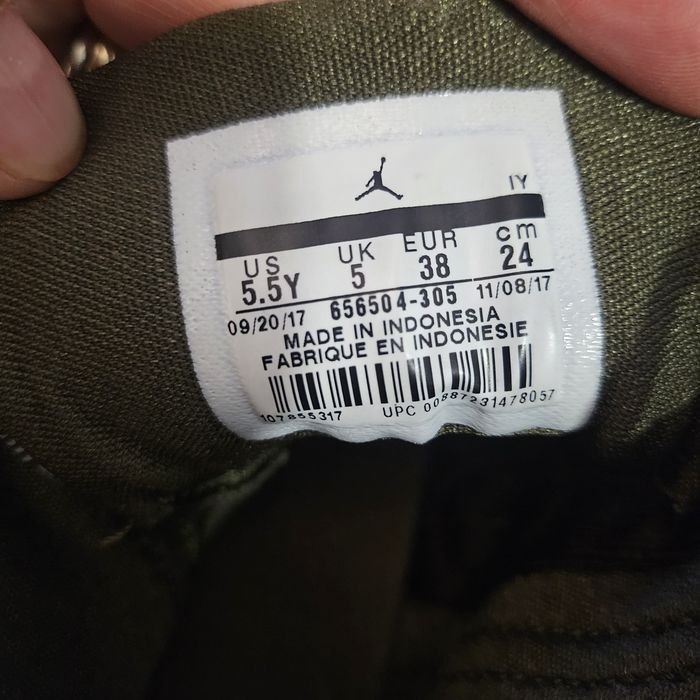 IY
US UK EUR cm
5.5Y 5 38 24
09/20/17 656504-305 11/08/17
MADE IN INDONESIA
FABRIQUE EN INDONESIE
107855317 UPC 00887231478057